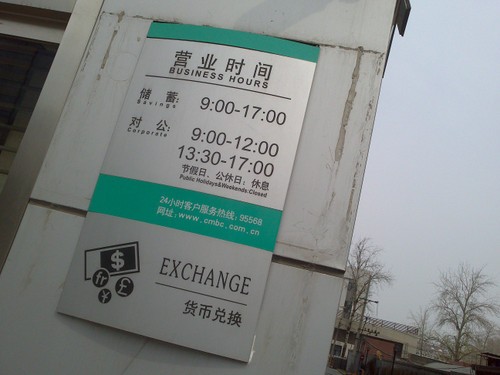 营业时间
BUSINESS HOURS
储 蓄: 9:00-17:00
Savings
对 公: 9:00-12:00
Corporate
13:30-17:00
节假日、公休日: 休息
Public Holidays&Weekends:Closed
24小时客户服务热线: 95568
网址: www.cmbc.com.cn
$
fr £
¥
EXCHANGE
货币兑换